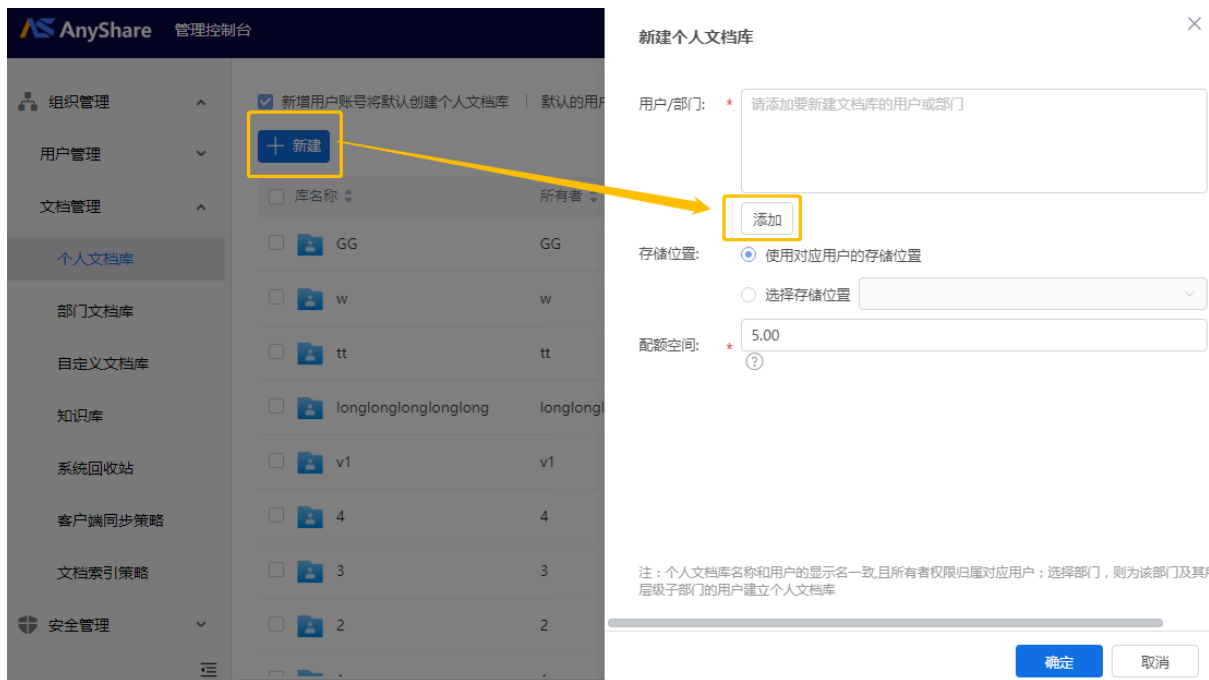 AnyShare 管理控制台
组织管理
用户管理
文档管理
个人文档库
部门文档库
自定义文档库
知识库
系统回收站
客户端同步策略
文档索引策略
安全管理
新增用户账号将默认创建个人文档库 | 默认的用户
新建
库名称 所有者
GG GG
w w
tt tt
longlonglonglonglong longlongl
v1 v1
4 4
3 3
2 2
新建个人文档库
用户/部门: * 请添加要新建文档库的用户或部门
添加
存储位置: 使用对应用户的存储位置
选择存储位置
配额空间: * 5.00
?
注：个人文档库名称和用户的显示名一致,且所有者权限归属对应用户；选择部门，则为该部门及其
层级子部门的用户建立个人文档库
确定 取消